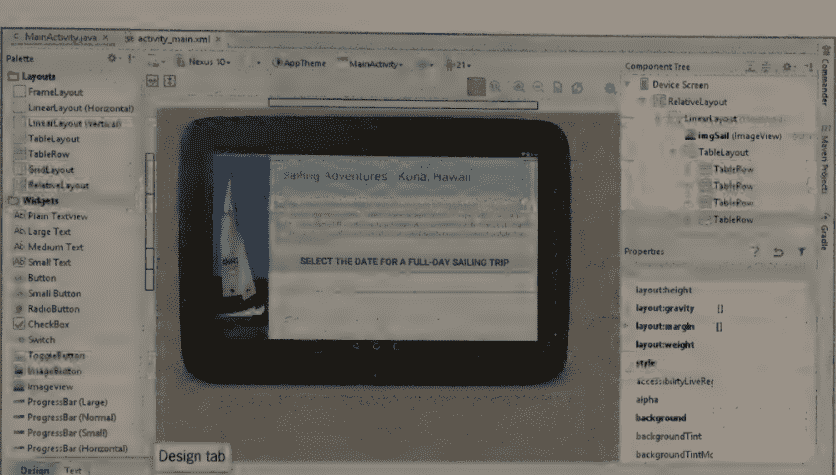 MainActivity.java ×
activity_main.xml ×
Palette
Nexus 10
AppTheme
MainActivity
21
Component Tree
Layouts
FrameLayout
LinearLayout (Horizontal)
LinearLayout (Vertical)
TableLayout
TableRow
GridLayout
RelativeLayout
Widgets
Plain Textview
Large Text
Medium Text
Small Text
Button
Small Button
RadioButton
CheckBox
Switch
ToggleButton
ImageButton
ImageView
ProgressBar (Large)
ProgressBar (Normal)
ProgressBar (Small)
ProgressBar (Horizontal)
Design Text
Sailing Adventures Kona, Hawaii
SELECT THE DATE FOR A FULL-DAY SAILING TRIP
Design tab
Device Screen
RelativeLayout
LinearLayout
imgSail (ImageView)
TableLayout
TableRow
TableRow
TableRow
TableRow
Properties
layout:height
layout:gravity []
layout:margin []
layout:weight
style
accessibilityLiveReg
alpha
background
backgroundTint
backgroundTintMo
Commander
Maven Projects
Gradle